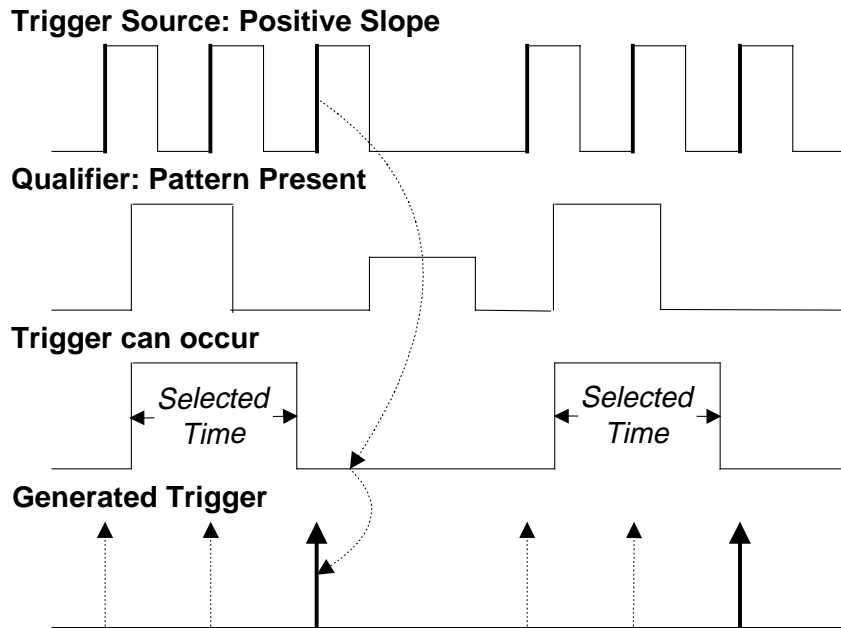 Trigger Source: Positive Slope
Qualifier: Pattern Present
Trigger can occur
Selected
Time
Selected
Time
Generated Trigger